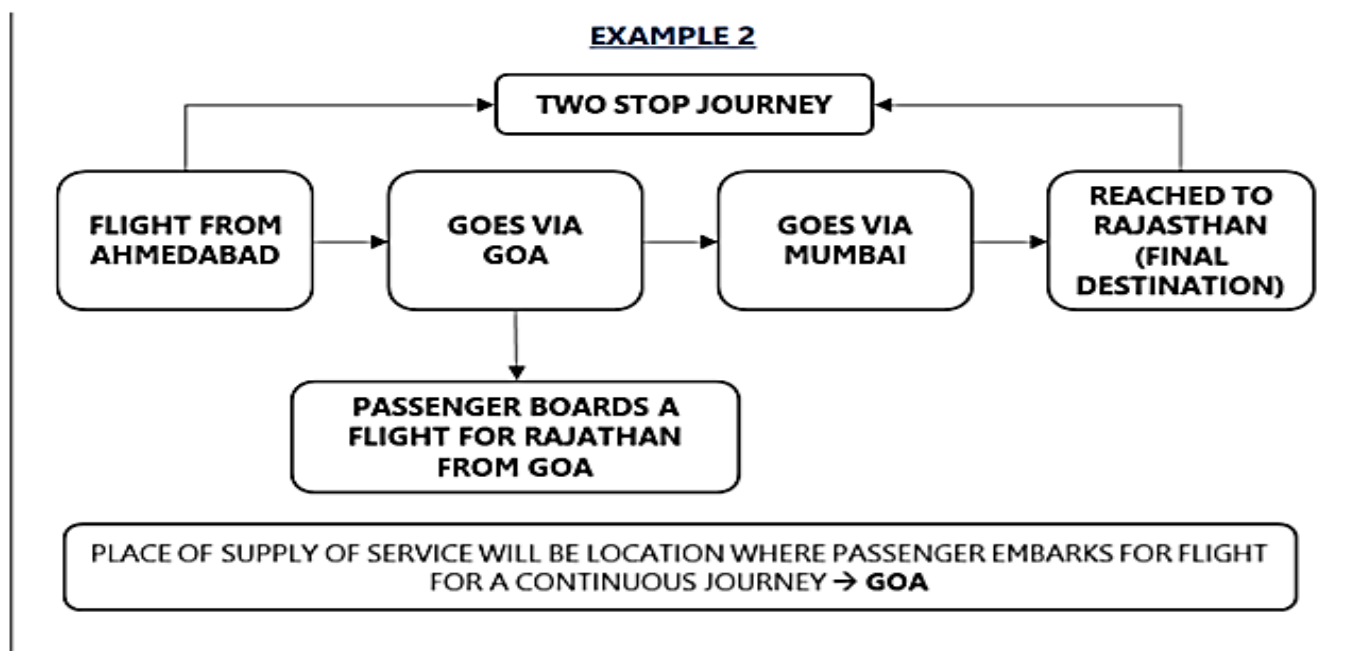 EXAMPLE 2
TWO STOP JOURNEY
FLIGHT FROM
AHMEDABAD
GOES VIA
GOA
GOES VIA
MUMBAI
REACHED TO
RAJASTHAN
(FINAL
DESTINATION)
PASSENGER BOARDS A
FLIGHT FOR RAJATHAN
FROM GOA
PLACE OF SUPPLY OF SERVICE WILL BE LOCATION WHERE PASSENGER EMBARKS FOR FLIGHT
FOR A CONTINUOUS JOURNEY → GOA